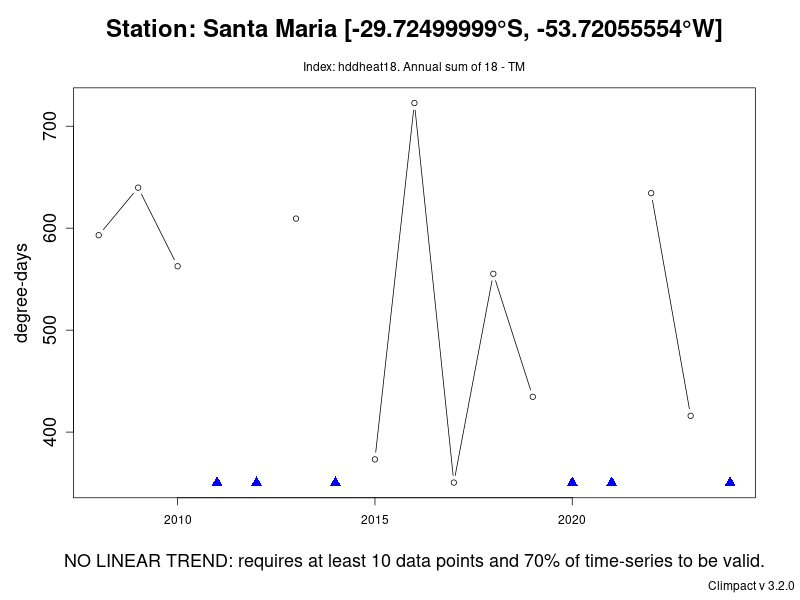 Station: Santa Maria [-29.72499999°S, -53.72055554°W]
Index: hddheat18. Annual sum of 18 - TM
degree-days
700
600
500
400
2010
2015
2020
NO LINEAR TREND: requires at least 10 data points and 70% of time-series to be valid.
Climpact v 3.2.0